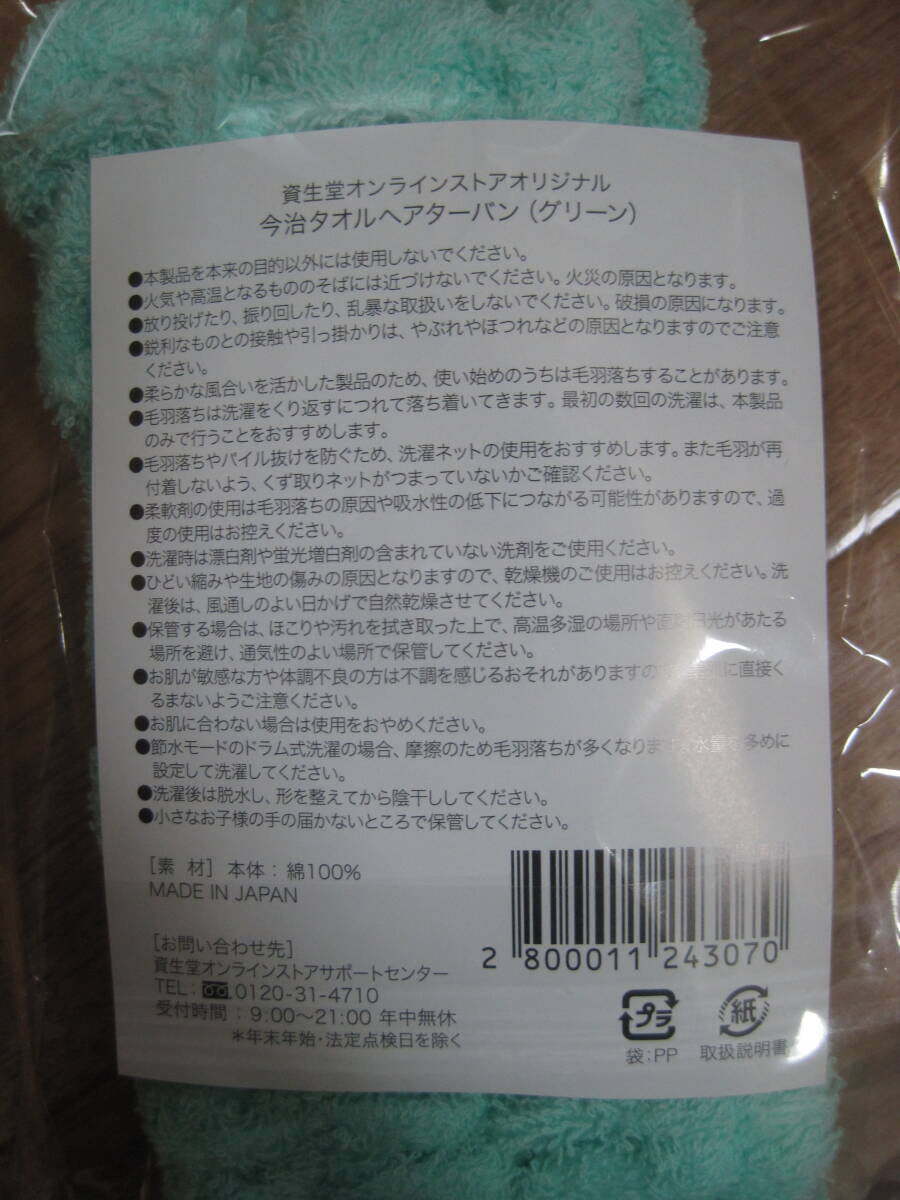 資生堂オンラインストアオリジナル
今治タオルヘアターバン（グリーン）
●本製品を本来の目的以外には使用しないでください。
●火気や高温となるもののそばには近づけないでください。火災の原因となります。
●放り投げたり、振り回したり、乱暴な取扱いをしないでください。破損の原因になります。
●鋭利なものとの接触や引っ掛かりは、やぶれやほつれなどの原因となりますのでご注意
ください。
●柔らかな風合いを活かした製品のため、使い始めのうちは毛羽落ちすることがあります。
●毛羽落ちは洗濯をくり返すにつれて落ち着いてきます。最初の数回の洗濯は、本製品
のみで行うことをおすすめします。
●毛羽落ちやパイル抜けを防ぐため、洗濯ネットの使用をおすすめします。また毛羽が再
付着しないよう、くず取りネットがつまっていないかご確認ください。
●柔軟剤の使用は毛羽落ちの原因や吸水性の低下につながる可能性がありますので、過
度の使用はお控えください。
●洗濯時は漂白剤や蛍光増白剤の含まれていない洗剤をご使用ください。
●ひどい縮みや生地の傷みの原因となりますので、乾燥機のご使用はお控えください。洗
濯後は、風通しのよい日かげで自然乾燥させてください。
●保管する場合は、ほこりや汚れを拭き取った上で、高温多湿の場所や直射日光があたる
場所を避け、通気性のよい場所で保管してください。
●お肌が敏感な方や体調不良の方は不調を感じるおそれがありますの に直接く
るまないようご注意ください。
●お肌に合わない場合は使用をおやめください。
●節水モードのドラム式洗濯の場合、摩擦のため毛羽落ちが多くなります 水量を多めに
設定して洗濯してください。
●洗濯後は脱水し、形を整えてから陰干ししてください。
●小さなお子様の手の届かないところで保管してください。
［素 材］本体：綿100%
MADE IN JAPAN
［お問い合わせ先］
資生堂オンラインストアサポートセンター
TEL： 0120-31-4710
受付時間：9:00〜21:00 年中無休
＊年末年始・法定点検日を除く
2 800011 243070
プラ 紙
袋：PP 取扱説明書